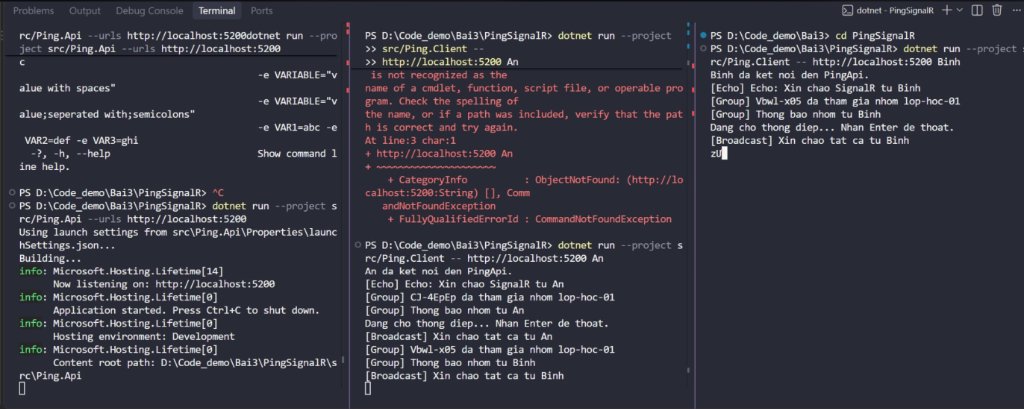 Problems Output Debug Console Terminal Ports
dotnet - PingSignalR
rc/Ping.Api --urls http://localhost:5200dotnet run --pro
ject src/Ping.Api --urls http://localhost:5200
c
-e VARIABLE="v
alue with spaces"
-e VARIABLE="v
alue;seperated with;semicolons"
-e VAR1=abc -e
VAR2=def -e VAR3=ghi
-?, -h, --help Show command l
ine help.
PS D:\Code_demo\Bai3\PingSignalR> ^C
PS D:\Code_demo\Bai3\PingSignalR> dotnet run --project s
rc/Ping.Api --urls http://localhost:5200
Using launch settings from src\Ping.Api\Properties\launc
hSettings.json...
Building...
info: Microsoft.Hosting.Lifetime[14]
Now listening on: http://localhost:5200
info: Microsoft.Hosting.Lifetime[0]
Application started. Press Ctrl+C to shut down.
info: Microsoft.Hosting.Lifetime[0]
Hosting environment: Development
info: Microsoft.Hosting.Lifetime[0]
Content root path: D:\Code_demo\Bai3\PingSignalR\s
rc\Ping.Api
PS D:\Code_demo\Bai3\PingSignalR> dotnet run --project
>> src/Ping.Client --
>> http://localhost:5200 An
is not recognized as the
name of a cmdlet, function, script file, or operable pro
gram. Check the spelling of
the name, or if a path was included, verify that the pat
h is correct and try again.
At line:3 char:1
+ http://localhost:5200 An
+ ~~~~~~~~~~~~~~~~~~~~~
+ CategoryInfo : ObjectNotFound: (http://lo
calhost:5200:String) [], Comm
andNotFoundException
+ FullyQualifiedErrorId : CommandNotFoundException
PS D:\Code_demo\Bai3\PingSignalR> dotnet run --project s
rc/Ping.Client -- http://localhost:5200 An
An da ket noi den PingApi.
[Echo] Echo: Xin chao SignalR tu An
[Group] CJ-4EpEp da tham gia nhom lop-hoc-01
[Group] Thong bao nhom tu An
Dang cho thong diep... Nhan Enter de thoat.
[Broadcast] Xin chao tat ca tu An
[Group] Vbwl-x05 da tham gia nhom lop-hoc-01
[Group] Thong bao nhom tu Binh
[Broadcast] Xin chao tat ca tu Binh
PS D:\Code_demo\Bai3> cd PingSignalR
PS D:\Code_demo\Bai3\PingSignalR> dotnet run --project s
rc/Ping.Client -- http://localhost:5200 Binh
Binh da ket noi den PingApi.
[Echo] Echo: Xin chao SignalR tu Binh
[Group] Vbwl-x05 da tham gia nhom lop-hoc-01
[Group] Thong bao nhom tu Binh
Dang cho thong diep... Nhan Enter de thoat.
[Broadcast] Xin chao tat ca tu Binh
zU